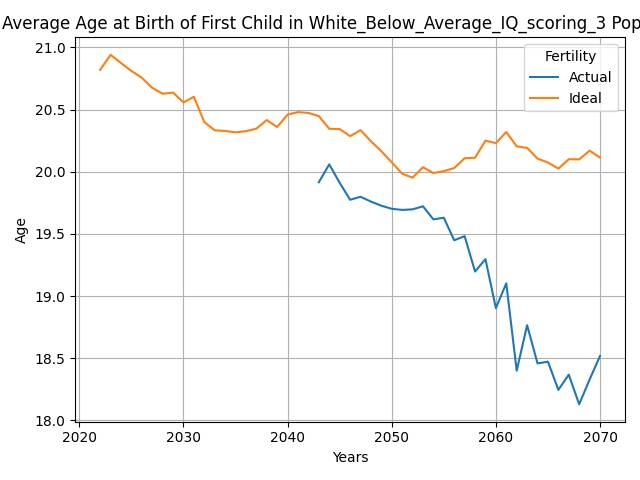 Average Age at Birth of First Child in White_Below_Average_IQ_scoring_3 Pop
21.0
20.5
20.0
19.5
19.0
18.5
18.0
Age
Fertility
Actual
Ideal
2020 2030 2040 2050 2060 2070
Years